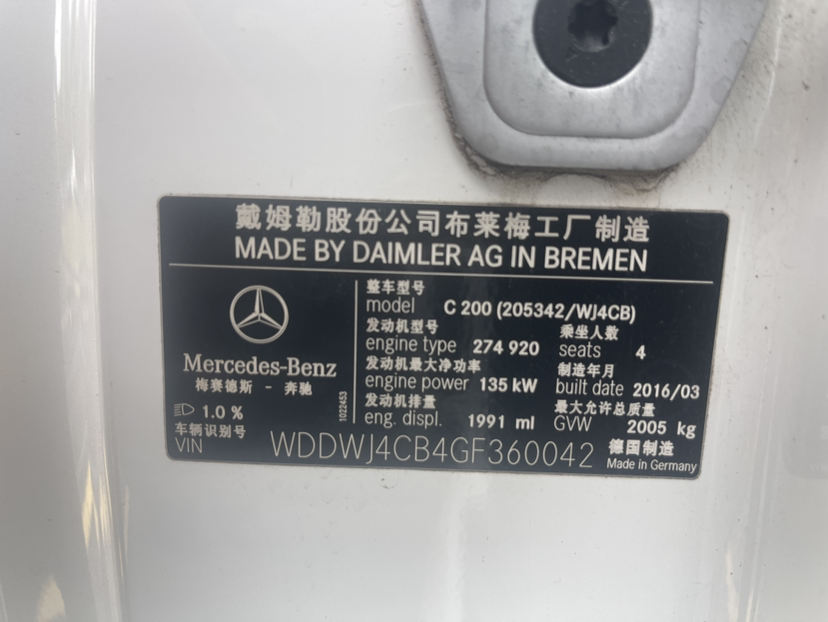 戴姆勒股份公司布莱梅工厂制造
MADE BY DAIMLER AG IN BREMEN
Mercedes-Benz
梅赛德斯 - 奔驰
1.0 %
1022453
整车型号
model C 200 (205342/WJ4CB)
发动机型号 乘坐人数
engine type 274 920 seats 4
发动机最大净功率 制造年月
engine power 135 kW built date 2016/03
发动机排量 最大允许总质量
eng. displ. 1991 ml GVW 2005 kg
车辆识别号 德国制造
VIN WDDWJ4CB4GF360042 Made in Germany